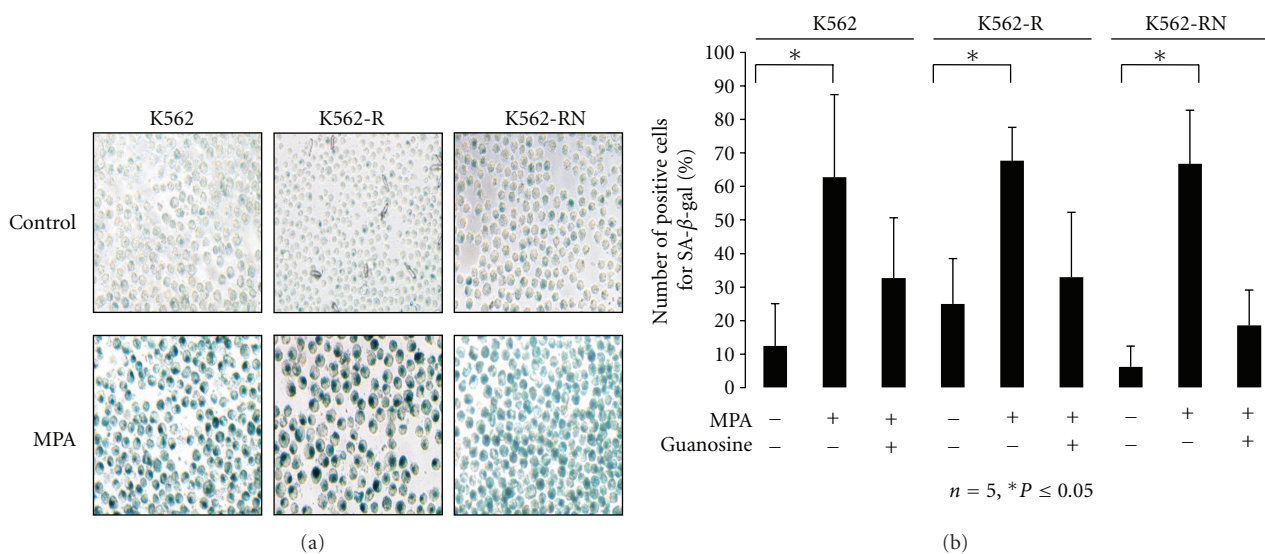 K562 K562-R K562-RN
Control
MPA
(a)
K562 K562-R K562-RN
Number of positive cells
for SA-β-gal (%)
100
90
80
70
60
50
40
30
20
10
0
* * *
MPA − + + − + + − + +
Guanosine − − + − − + − − +
n = 5, *P ≤ 0.05
(b)